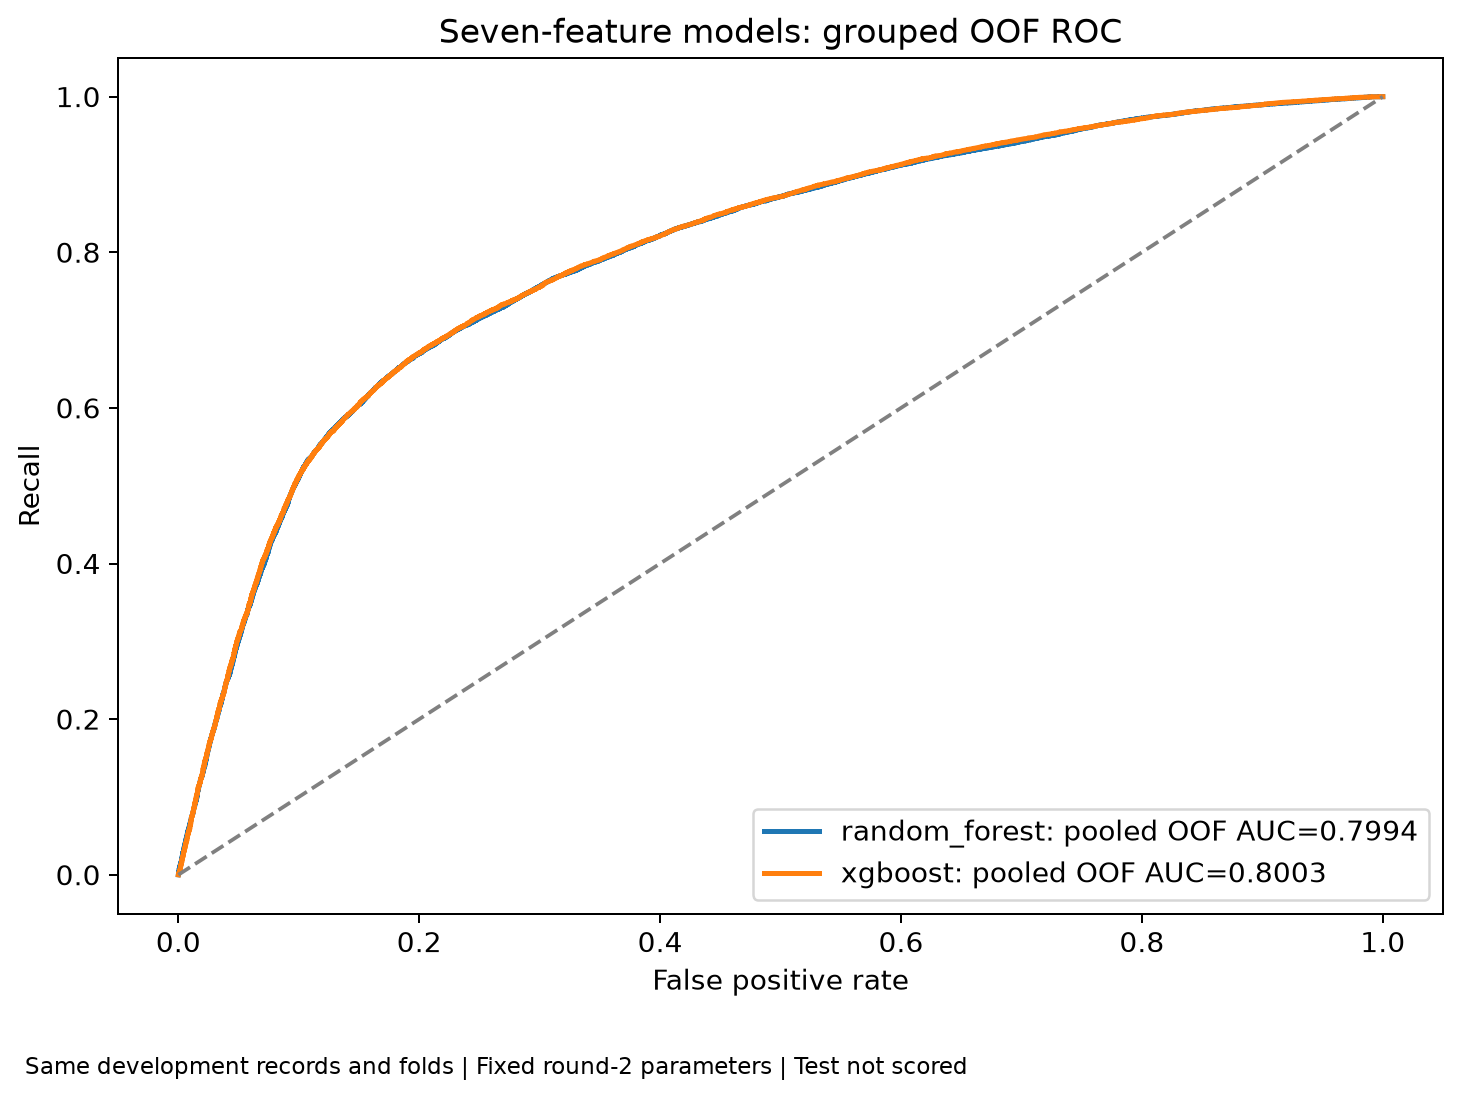 Seven-feature models: grouped OOF ROC
1.0
0.8
0.6
0.4
0.2
0.0
Recall
random_forest: pooled OOF AUC=0.7994
xgboost: pooled OOF AUC=0.8003
0.0 0.2 0.4 0.6 0.8 1.0
False positive rate
Same development records and folds | Fixed round-2 parameters | Test not scored